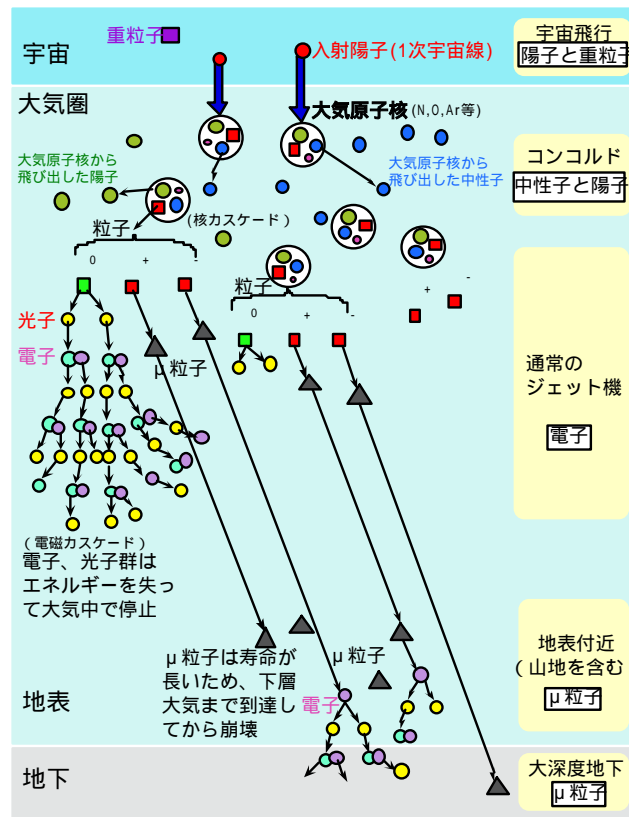 宇宙
重粒子
入射陽子(1次宇宙線)
宇宙飛行
陽子と重粒子
大気圏
大気原子核(N,O,Ar等)
大気原子核から
飛び出した陽子
大気原子核から
飛び出した中性子
コンコルド
中性子と陽子
(核カスケード)
粒子
0 + -
粒子
0 + -
+ -
光子
電子
μ粒子
通常の
ジェット機
電子
(電磁カスケード)
電子、光子群は
エネルギーを失っ
て大気中で停止
μ粒子は寿命が
長いため、下層
大気まで到達し
てから崩壊
μ粒子
電子
地表
地表付近
(山地を含む
μ粒子
地下
大深度地下
μ粒子